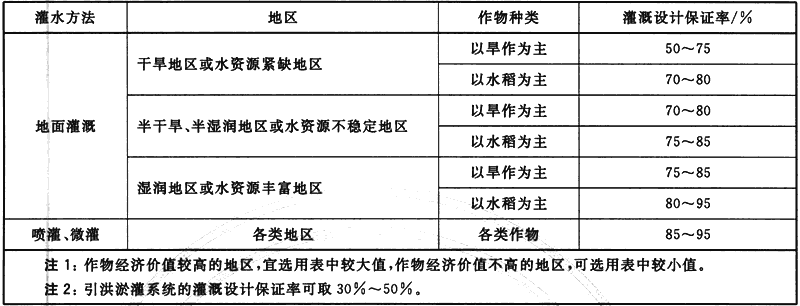 灌水方法 地区 作物种类 灌溉设计保证率/%
地面灌溉 干旱地区或水资源紧缺地区 以旱作为主 50～75
以水稻为主 70～80
半干旱、半湿润地区或水资源不稳定地区 以旱作为主 70～80
以水稻为主 75～85
湿润地区或水资源丰富地区 以旱作为主 75～85
以水稻为主 80～95
喷灌、微灌 各类地区 各类作物 85～95
注1：作物经济价值较高的地区，宜选用表中较大值，作物经济价值不高的地区，可选用表中较小值。
注2：引洪淤灌系统的灌溉设计保证率可取30%～50%。